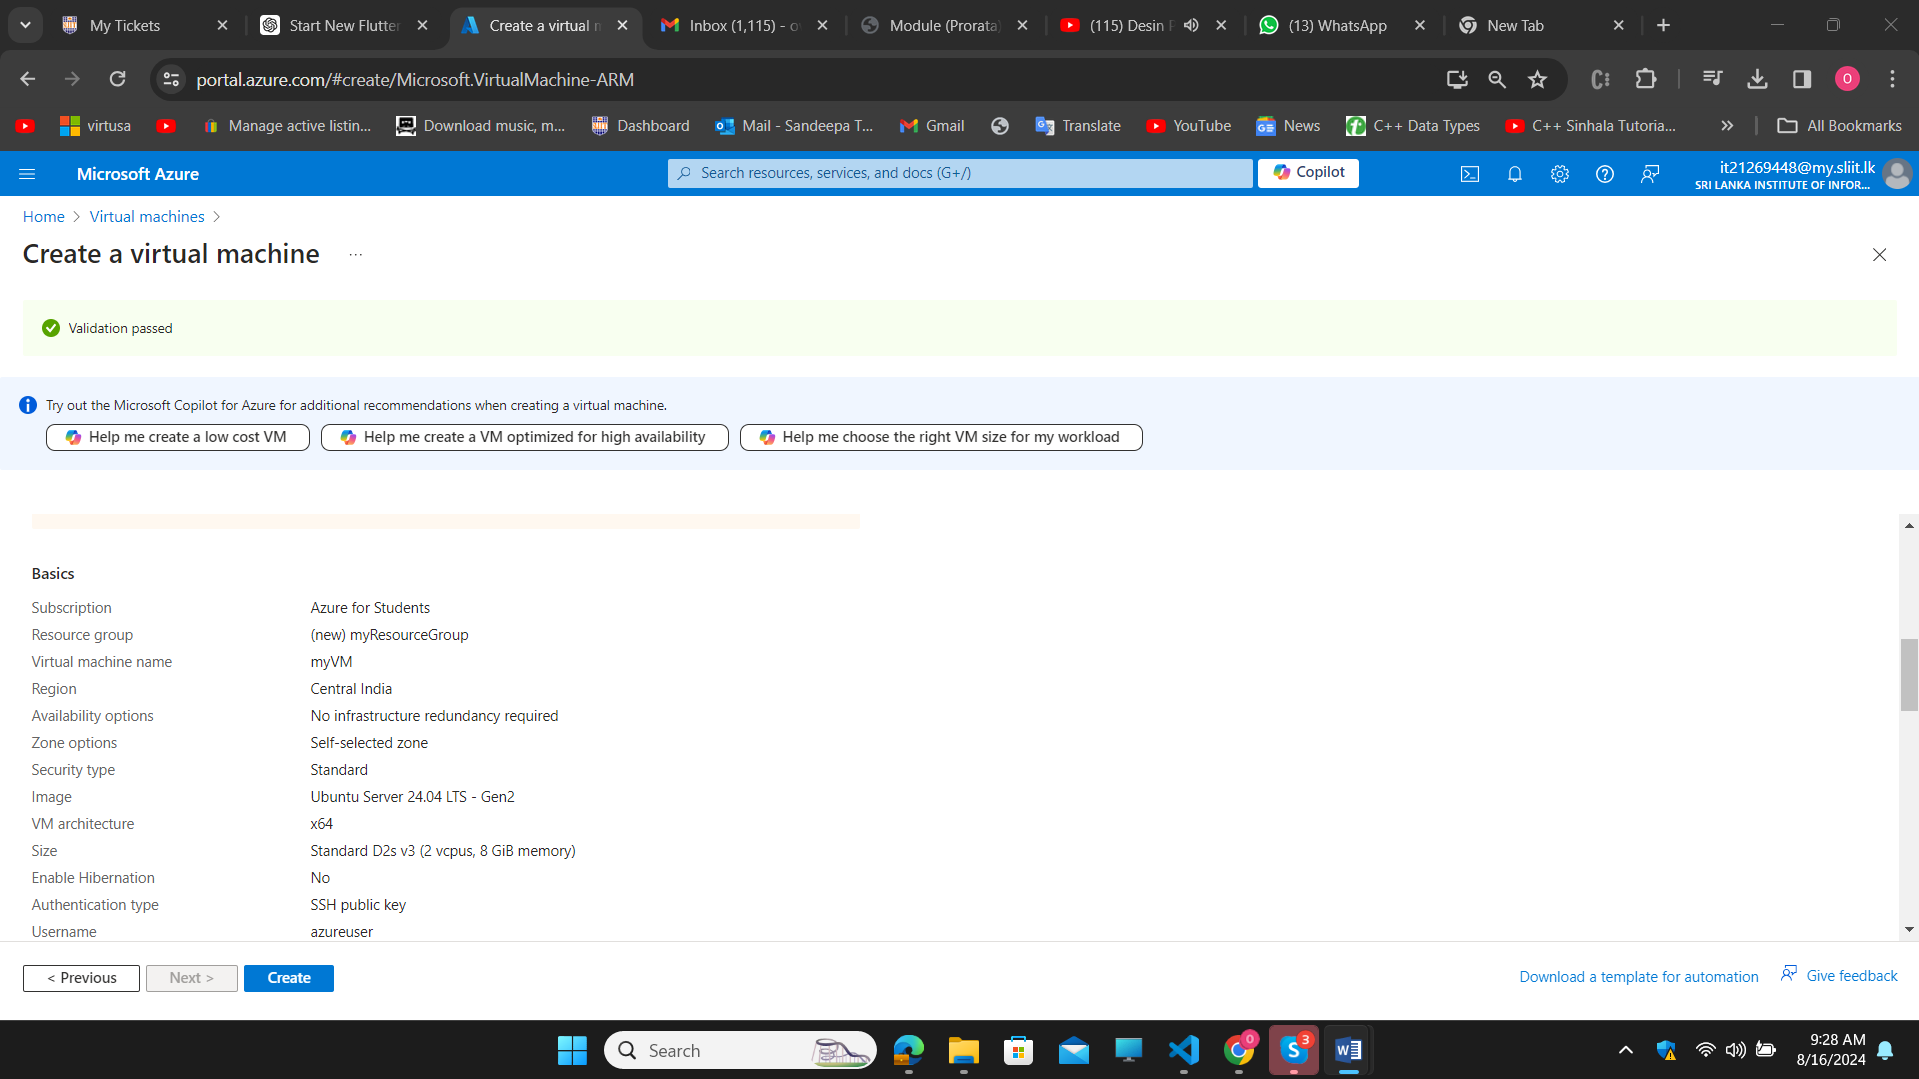 My Tickets
Start New Flutter
Create a virtual
Inbox (1,115) - o
Module (Prorata)
(115) Desin
(13) WhatsApp
New Tab
portal.azure.com/#create/Microsoft.VirtualMachine-ARM
O
virtusa
Manage active listin...
Download music, m...
Dashboard
Mail - Sandeepa T...
Gmail
Translate
YouTube
News
C++ Data Types
C++ Sinhala Tutoria...
All Bookmarks
Microsoft Azure
Search resources, services, and docs (G+/)
Copilot
it21269448@my.sliit.lk
SRI LANKA INSTITUTE OF INFOR...
Home > Virtual machines >
Create a virtual machine ...
Validation passed
Try out the Microsoft Copilot for Azure for additional recommendations when creating a virtual machine.
Help me create a low cost VM
Help me create a VM optimized for high availability
Help me choose the right VM size for my workload
Basics
Subscription Azure for Students
Resource group (new) myResourceGroup
Virtual machine name myVM
Region Central India
Availability options No infrastructure redundancy required
Zone options Self-selected zone
Security type Standard
Image Ubuntu Server 24.04 LTS - Gen2
VM architecture x64
Size Standard D2s v3 (2 vcpus, 8 GiB memory)
Enable Hibernation No
Authentication type SSH public key
Username azureuser
< Previous
Next >
Create
Download a template for automation
Give feedback
Search
0
3
9:28 AM
8/16/2024